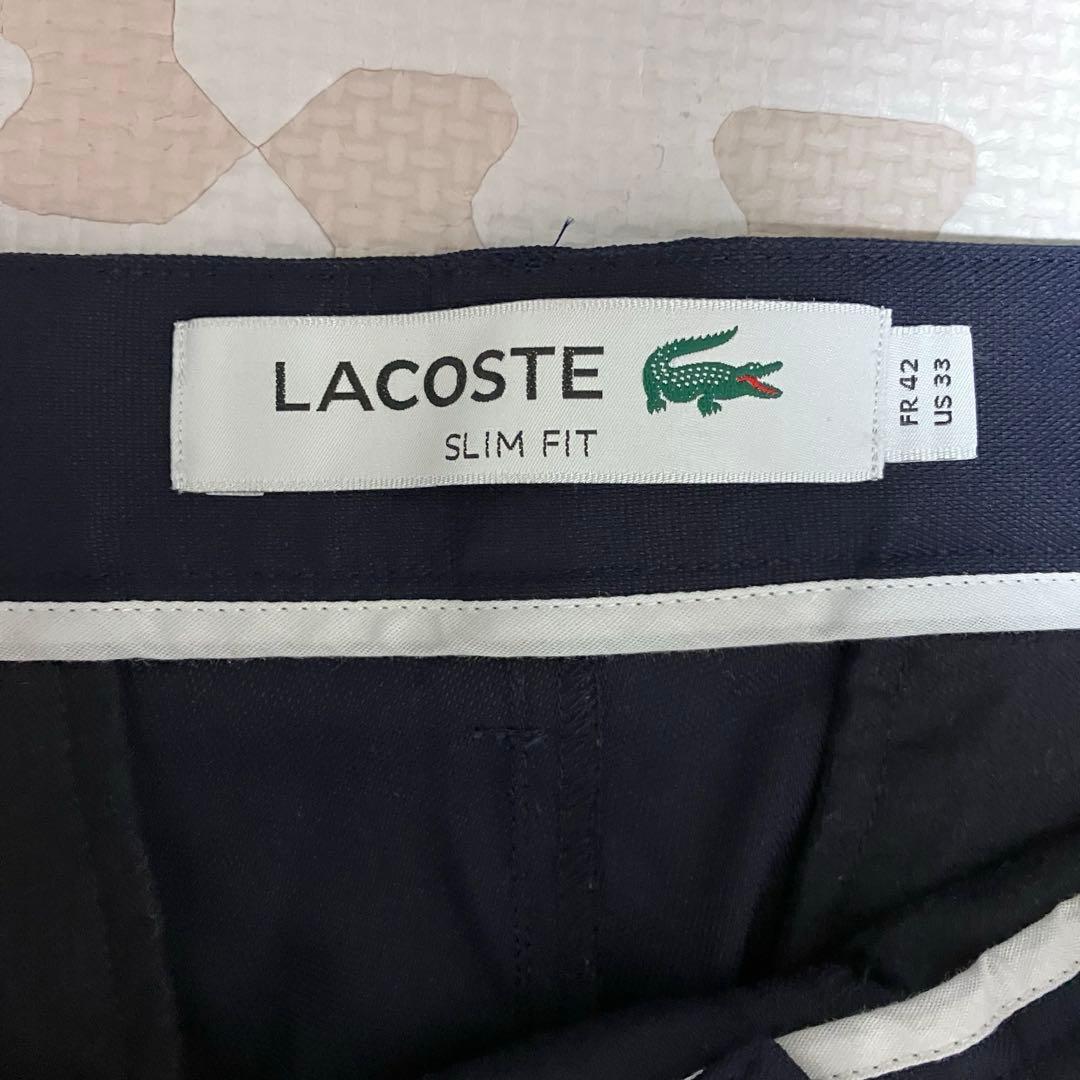 LACOSTE
SLIM FIT
FR 42
US 33